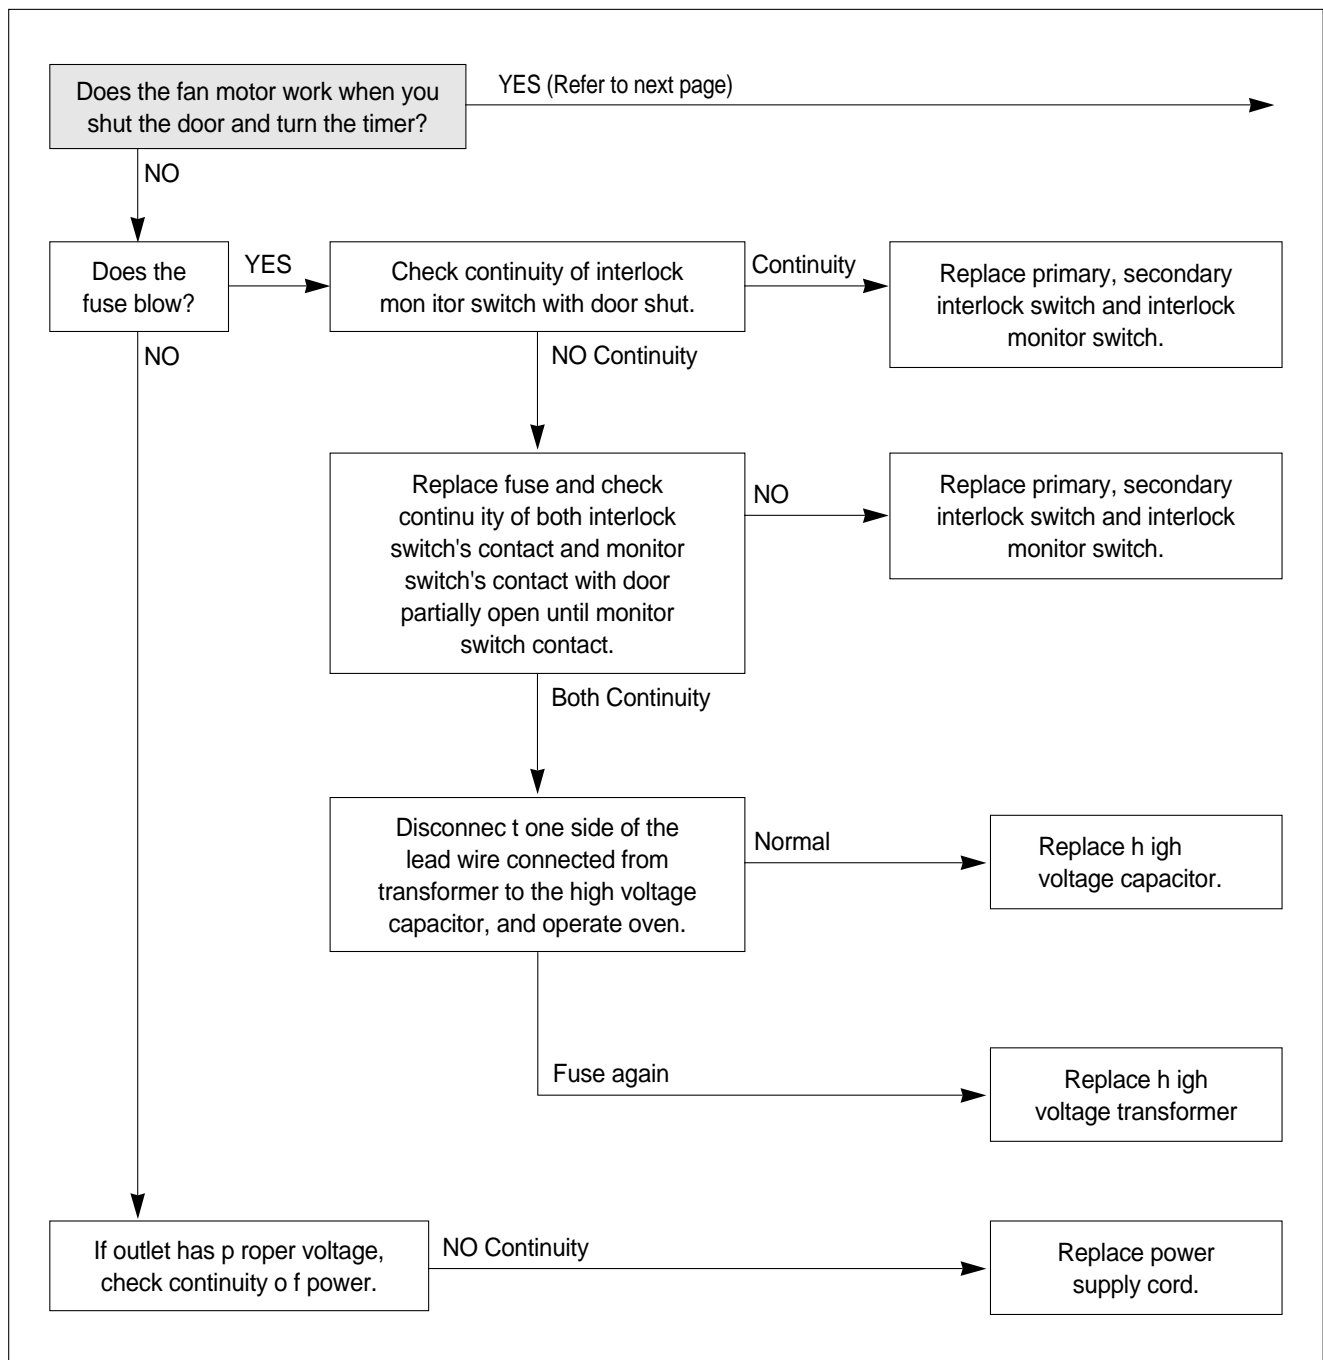 Does the fan motor work when you
shut the door and turn the timer?
YES (Refer to next page)
NO
Does the
fuse blow?
YES
Check continuity of interlock
mon itor switch with door shut.
Continuity
Replace primary, secondary
interlock switch and interlock
monitor switch.
NO
NO Continuity
Replace fuse and check
continu ity of both interlock
switch's contact and monitor
switch's contact with door
partially open until monitor
switch contact.
NO
Replace primary, secondary
interlock switch and interlock
monitor switch.
Both Continuity
Disconnec t one side of the
lead wire connected from
transformer to the high voltage
capacitor, and operate oven.
Normal
Replace h igh
voltage capacitor.
Fuse again
Replace h igh
voltage transformer
If outlet has p roper voltage,
check continuity o f power.
NO Continuity
Replace power
supply cord.